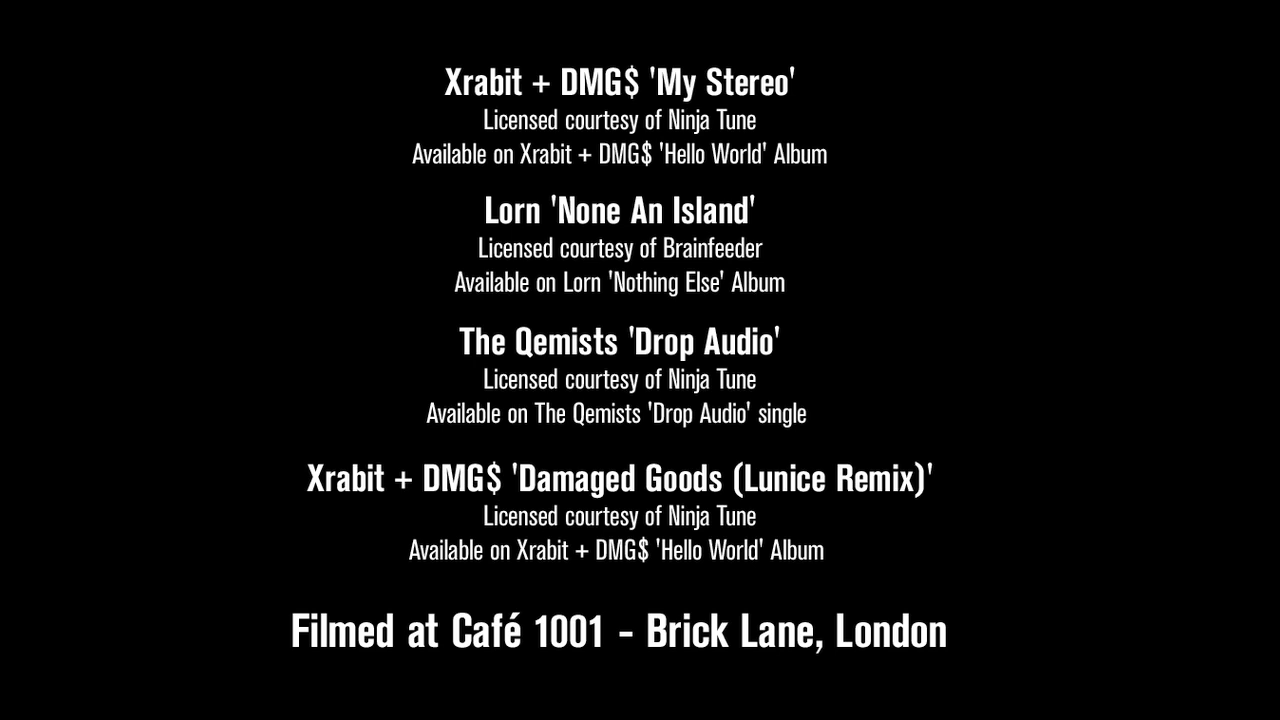 Xrabit + DMG$ 'My Stereo'
Licensed courtesy of Ninja Tune
Available on Xrabit + DMG$ 'Hello World' Album
Lorn 'None An Island'
Licensed courtesy of Brainfeeder
Available on Lorn 'Nothing Else' Album
The Qemists 'Drop Audio'
Licensed courtesy of Ninja Tune
Available on The Qemists 'Drop Audio' single
Xrabit + DMG$ 'Damaged Goods (Lunice Remix)'
Licensed courtesy of Ninja Tune
Available on Xrabit + DMG$ 'Hello World' Album
Filmed at Café 1001 - Brick Lane, London